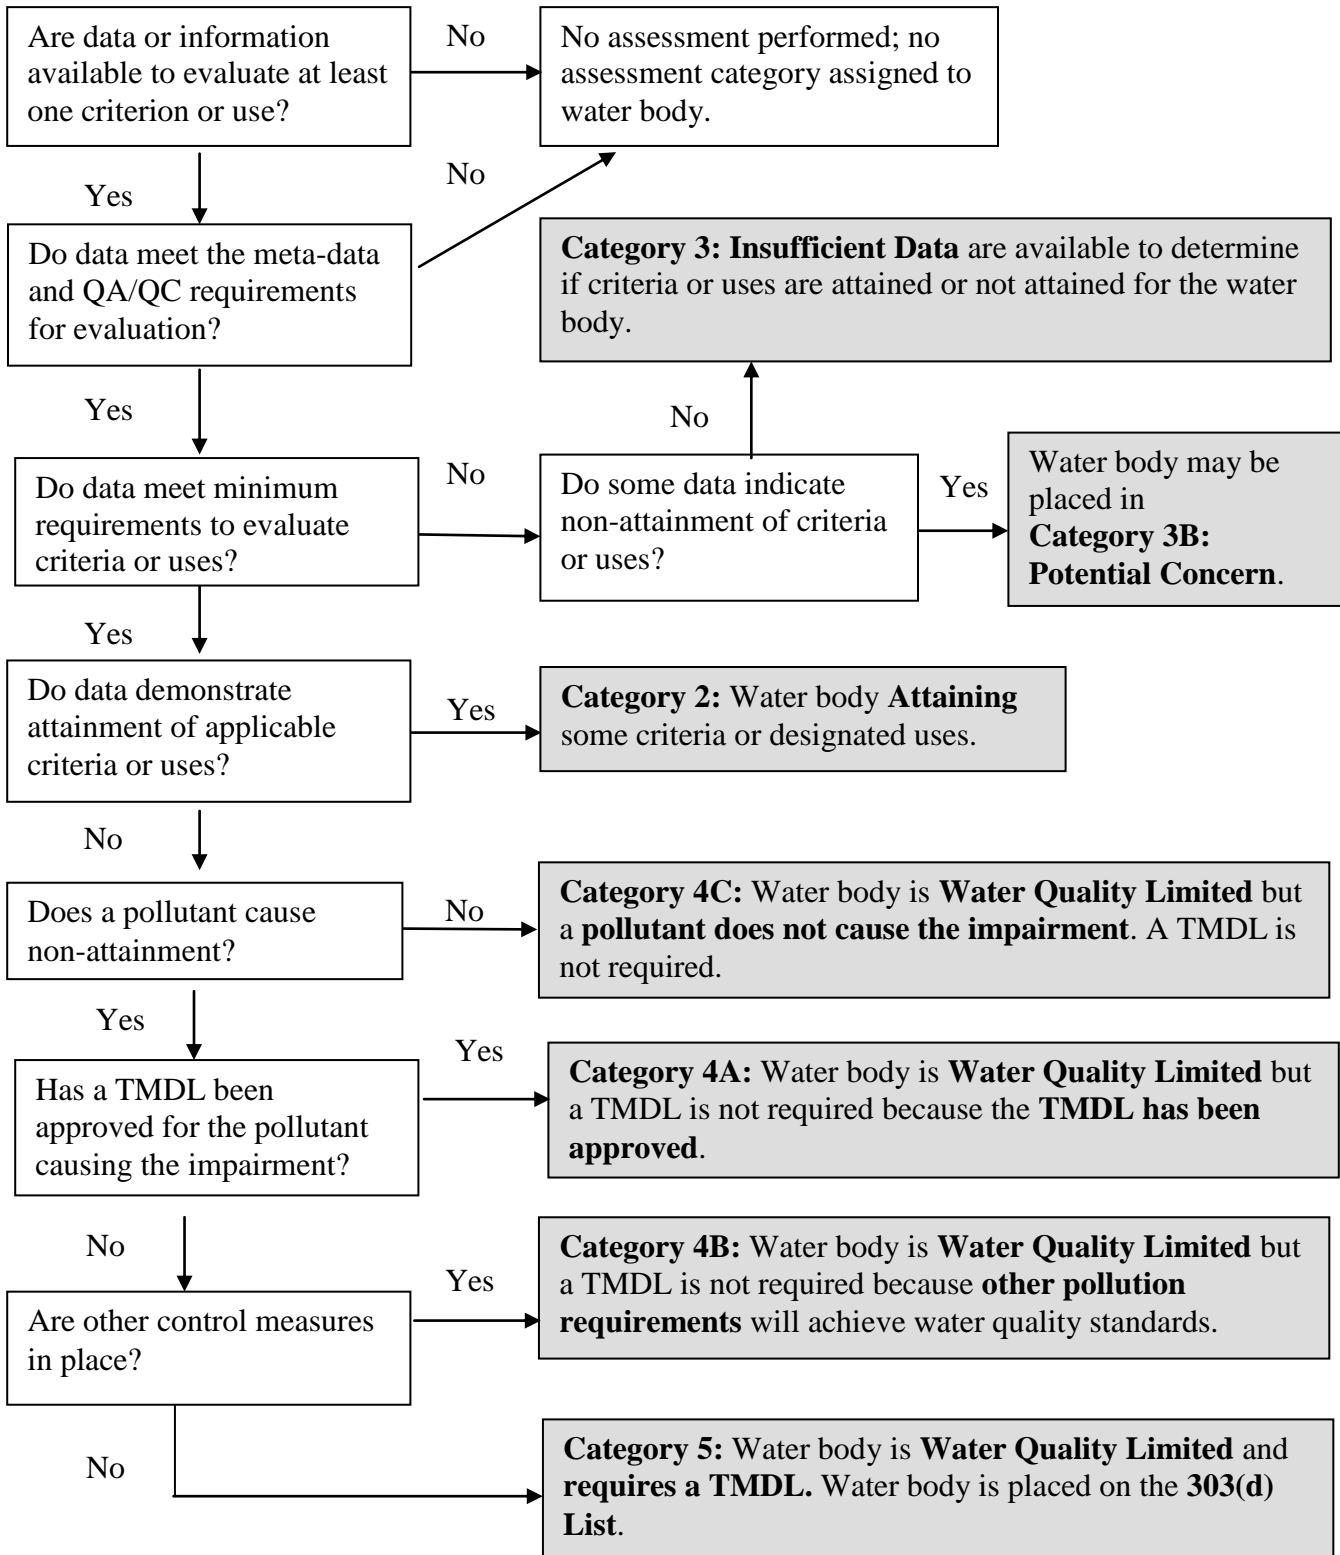 Are data or information
available to evaluate at least
one criterion or use?
No
No assessment performed; no
assessment category assigned to
water body.
Yes
No
Do data meet the meta-data
and QA/QC requirements
for evaluation?
Category 3: Insufficient Data are available to determine
if criteria or uses are attained or not attained for the water
body.
Yes
No
Do data meet minimum
requirements to evaluate
criteria or uses?
No
Do some data indicate
non-attainment of criteria
or uses?
Yes
Water body may be
placed in
Category 3B:
Potential Concern.
Yes
Do data demonstrate
attainment of applicable
criteria or uses?
Yes
Category 2: Water body Attaining
some criteria or designated uses.
No
Does a pollutant cause
non-attainment?
No
Category 4C: Water body is Water Quality Limited but
a pollutant does not cause the impairment. A TMDL is
not required.
Yes
Has a TMDL been
approved for the pollutant
causing the impairment?
Yes
Category 4A: Water body is Water Quality Limited but
a TMDL is not required because the TMDL has been
approved.
No
Are other control measures
in place?
Yes
Category 4B: Water body is Water Quality Limited but
a TMDL is not required because other pollution
requirements will achieve water quality standards.
No
Category 5: Water body is Water Quality Limited and
requires a TMDL. Water body is placed on the 303(d)
List.